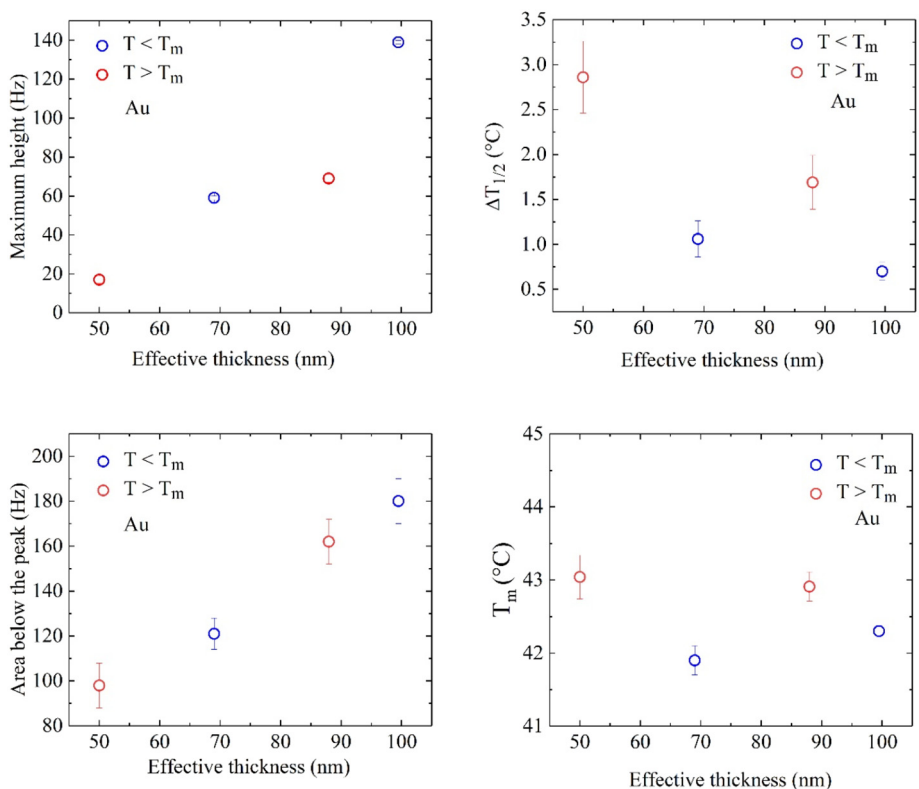 140
120
100
80
60
40
20
0
Maximum height (Hz)
T < Tm
T > Tm
Au
50 60 70 80 90 100
Effective thickness (nm)
3.5
3.0
2.5
2.0
1.5
1.0
0.5
ΔT1/2 (°C)
T < Tm
T > Tm
Au
50 60 70 80 90 100
Effective thickness (nm)
200
180
160
140
120
100
80
Area below the peak (Hz)
T < Tm
T > Tm
Au
50 60 70 80 90 100
Effective thickness (nm)
45
44
43
42
41
Tm (°C)
T < Tm
T > Tm
Au
50 60 70 80 90 100
Effective thickness (nm)